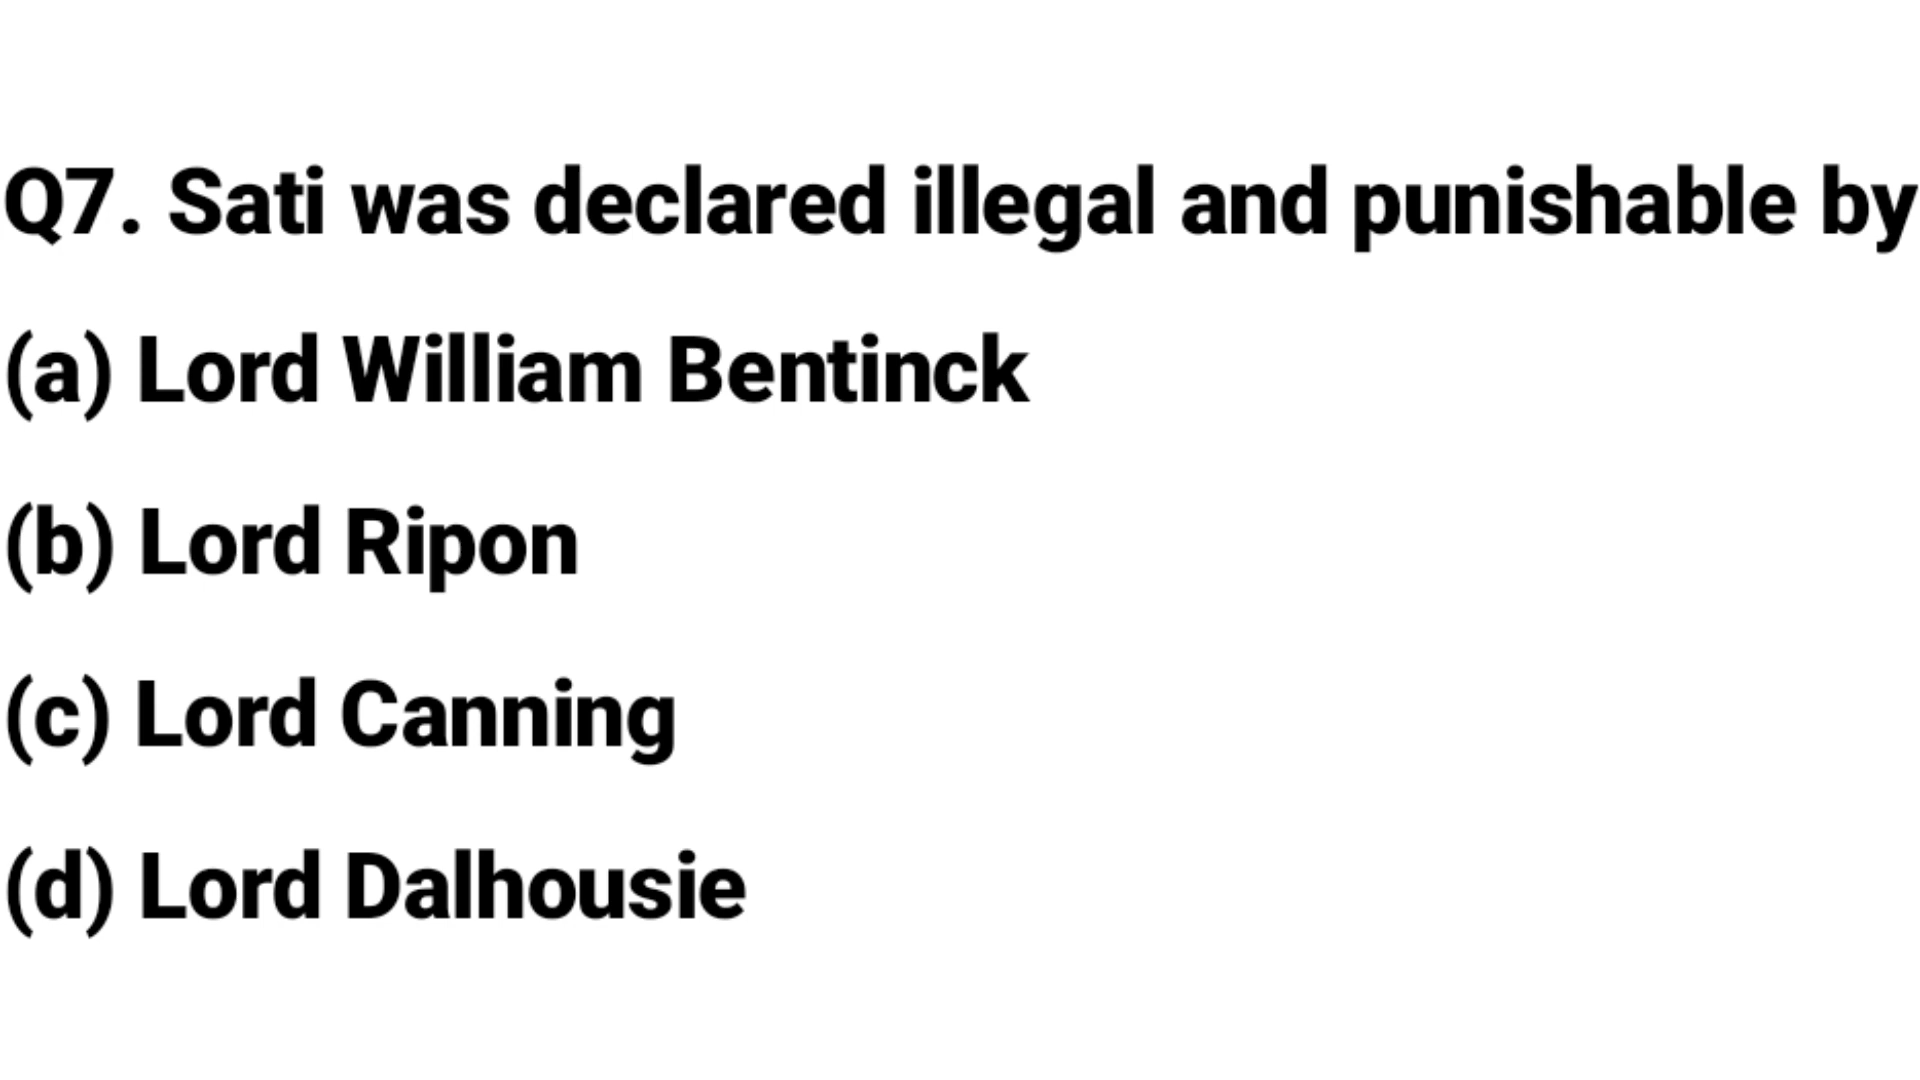 Q7. Sati was declared illegal and punishable by
(a) Lord William Bentinck
(b) Lord Ripon
(c) Lord Canning
(d) Lord Dalhousie